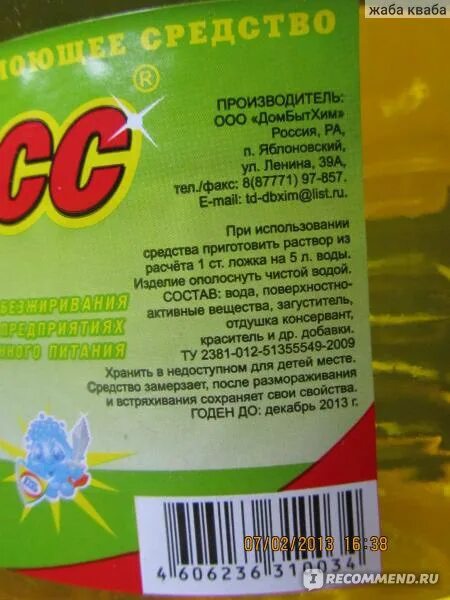 жаба кваба
МОЮЩЕЕ СРЕДСТВО
®
СС
ПРОИЗВОДИТЕЛЬ:
ООО «ДомБытХим»
Россия, РА,
п. Яблоновский,
ул. Ленина, 39А,
тел./факс: 8(87771) 97-857.
E-mail: td-dbxim@list.ru.
При использовании
средства приготовить раствор из
расчёта 1 ст. ложка на 5 л. воды.
Изделие ополоснуть чистой водой.
СОСТАВ: вода, поверхностно-
активные вещества, загуститель,
отдушка консервант,
краситель и др. добавки.
ТУ 2381-012-51355549-2009
Хранить в недоступном для детей месте.
Средство замерзает, после размораживания
и встряхивания сохраняет свои свойства.
ГОДЕН ДО: декабрь 2013 г.
БЕЗЖИРИВАНИЯ
ПРЕДПРИЯТИЯХ
ПИТАНИЯ
07/02/2013 16:38
4 606236 310034
IRECOMMEND.RU